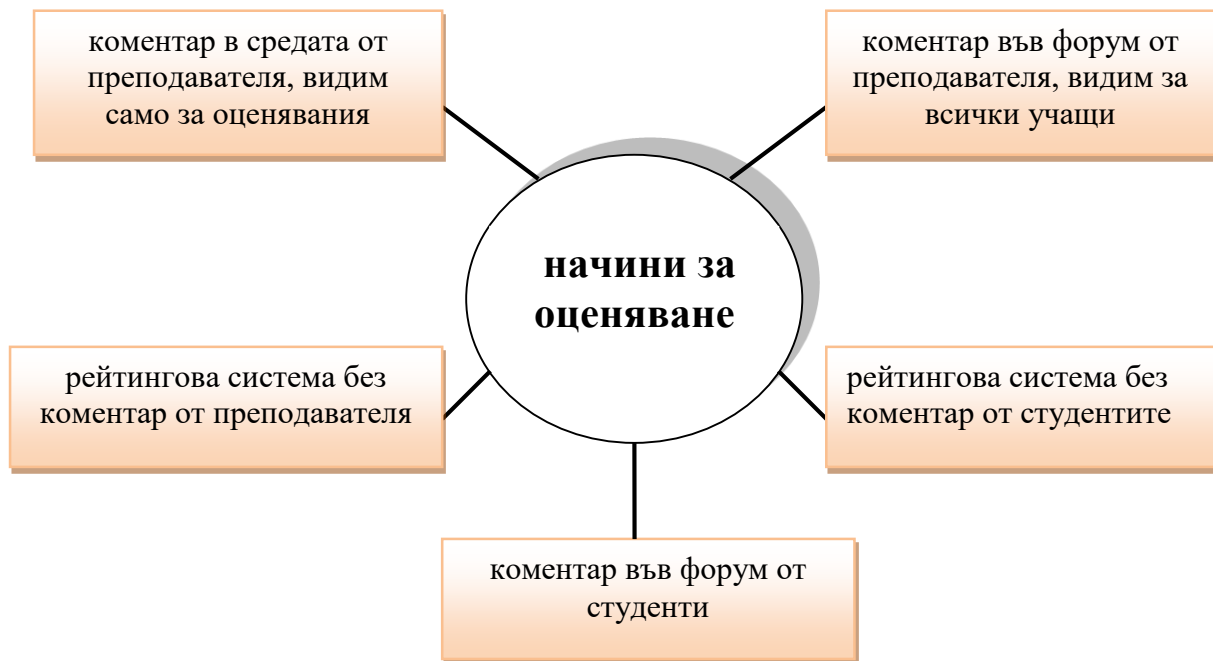 коментар в средата от
преподавателя, видим
само за оценявания
коментар във форум от
преподавателя, видим за
всички учащи
начини за
оценяване
рейтингова система без
коментар от преподавателя
рейтингова система без
коментар от студентите
коментар във форум от
студенти